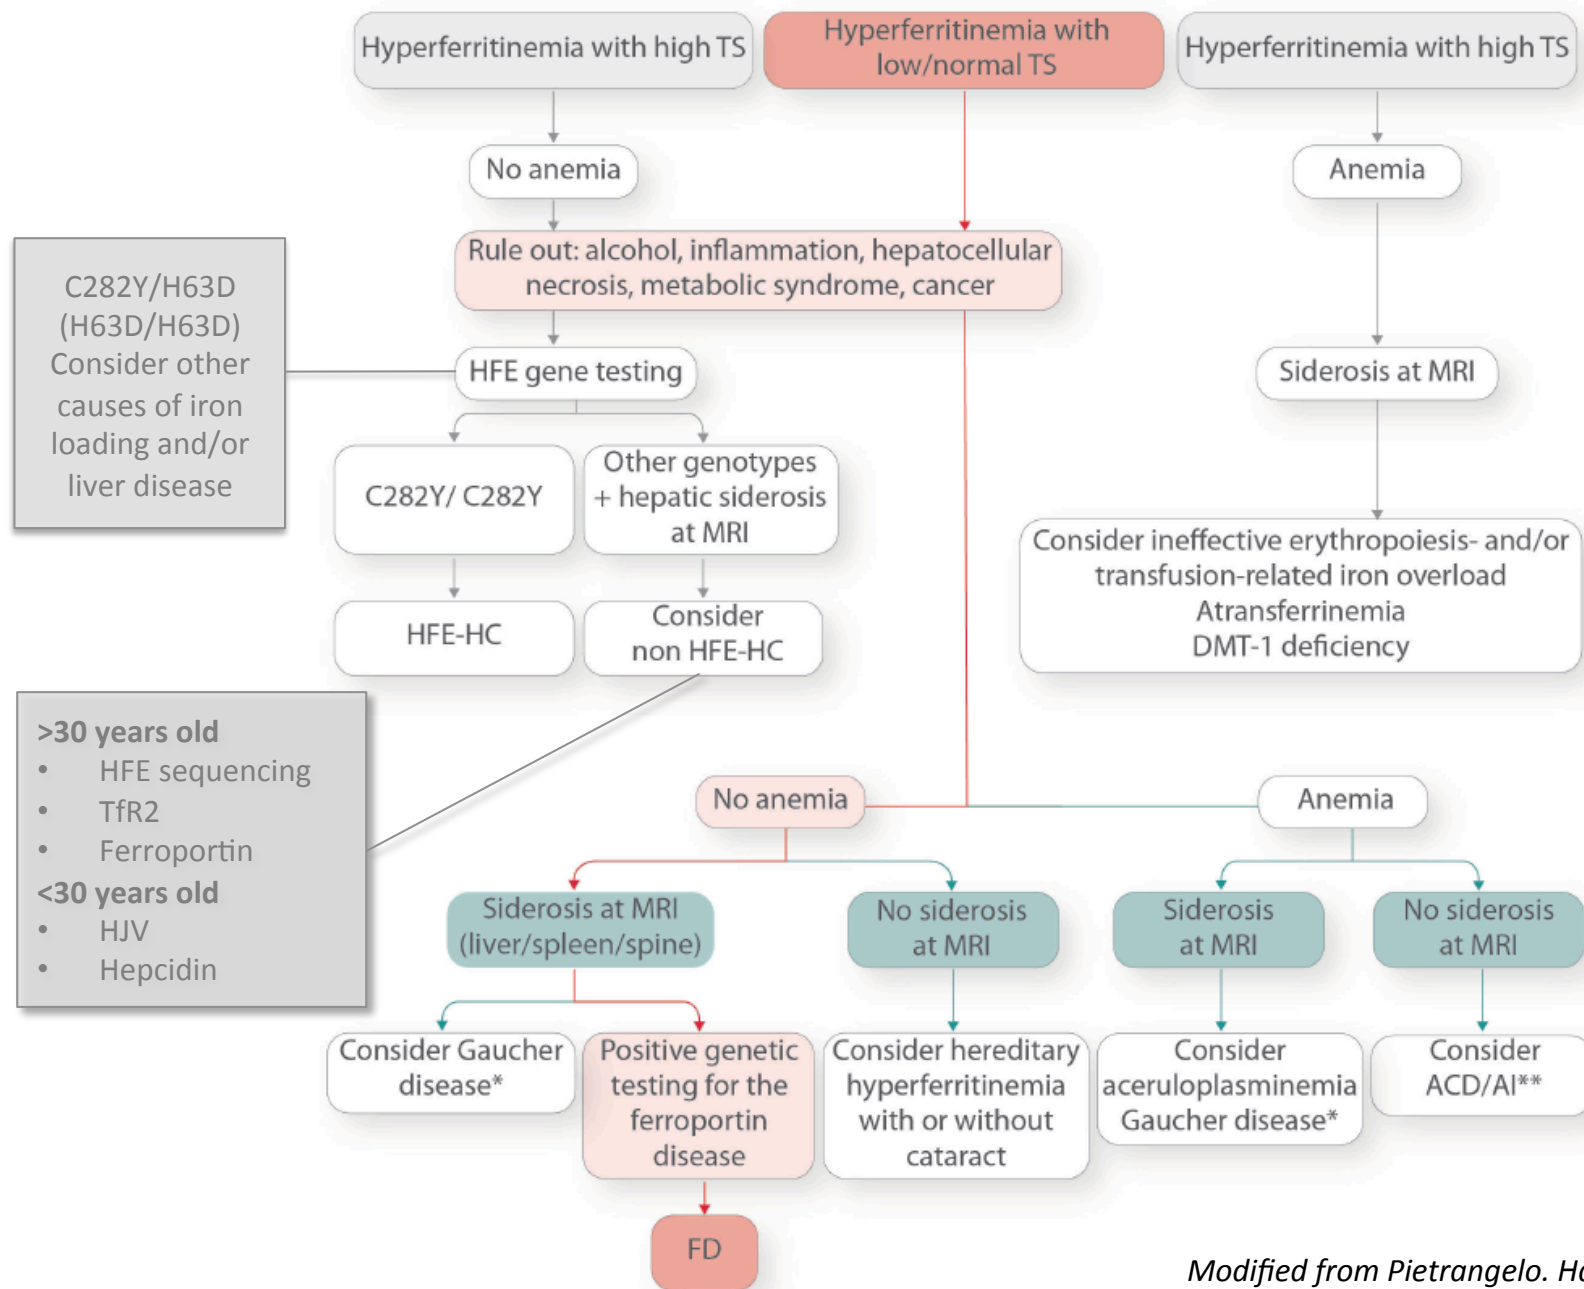 Hyperferritinemia with high TS
Hyperferritinemia with
low/normal TS
Hyperferritinemia with high TS
No anemia
Anemia
Rule out: alcohol, inflammation, hepatocellular
necrosis, metabolic syndrome, cancer
C282Y/H63D
(H63D/H63D)
Consider other
causes of iron
loading and/or
liver disease
HFE gene testing
Siderosis at MRI
C282Y/ C282Y
Other genotypes
+ hepatic siderosis
at MRI
Consider ineffective erythropoiesis- and/or
transfusion-related iron overload
Atransferrinemia
DMT-1 deficiency
HFE-HC
Consider
non HFE-HC
>30 years old
• HFE sequencing
• TfR2
• Ferroportin
<30 years old
• HJV
• Hepcidin
No anemia
Anemia
Siderosis at MRI
(liver/spleen/spine)
No siderosis
at MRI
Siderosis
at MRI
No siderosis
at MRI
Consider Gaucher
disease*
Positive genetic
testing for the
ferroportin
disease
Consider hereditary
hyperferritinemia
with or without
cataract
Consider
aceruloplasminemia
Gaucher disease*
Consider
ACD/AI**
FD
Modified from Pietrangelo.